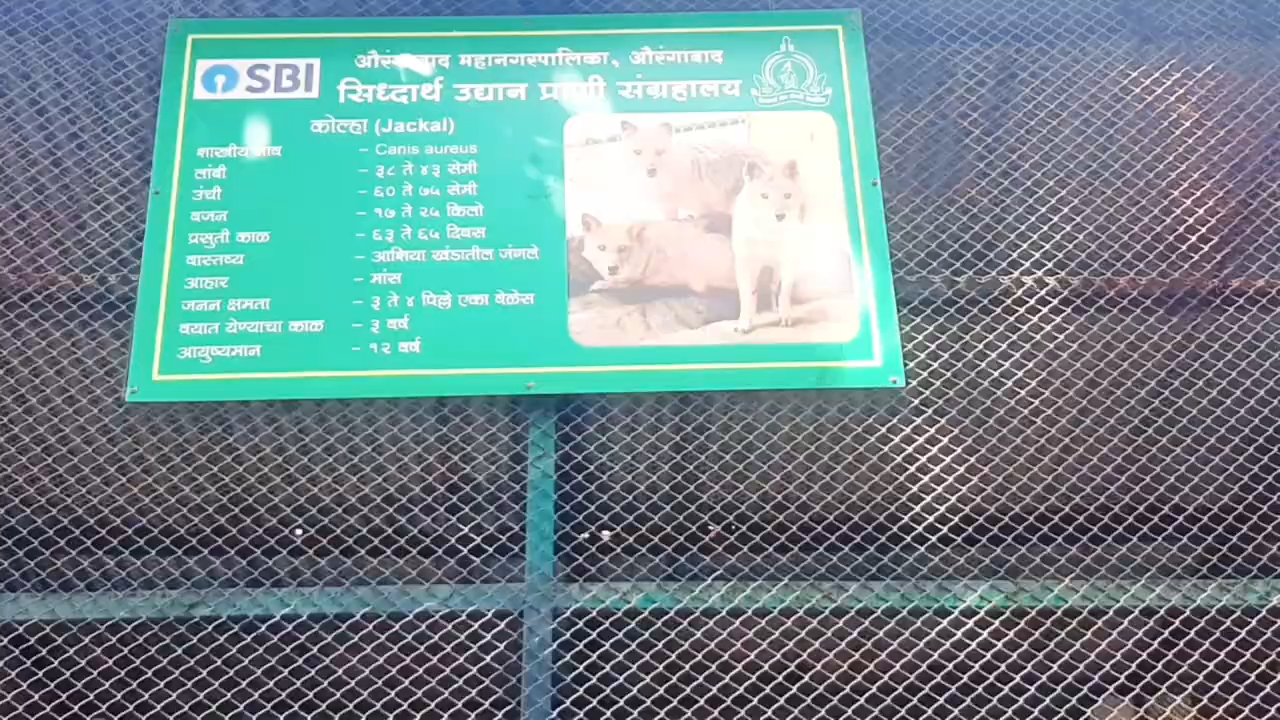 SBI
औरंगाबाद महानगरपालिका, औरंगाबाद
सिध्दार्थ उद्यान प्राणी संग्रहालय
कोल्हा (Jackal)
शास्त्रीय नाव - Canis aureus
लांबी - ३८ ते ४३ सेमी
उंची - ६० ते ७५ सेमी
वजन - १७ ते २५ किलो
प्रसुती काळ - ६३ ते ६५ दिवस
वास्तव्य - आशिया खंडातील जंगले
आहार - मांस
जनन क्षमता - ३ ते ४ पिल्ले एका वेळेस
वयात येण्याचा काळ - ३ वर्ष
आयुष्यमान - १२ वर्ष